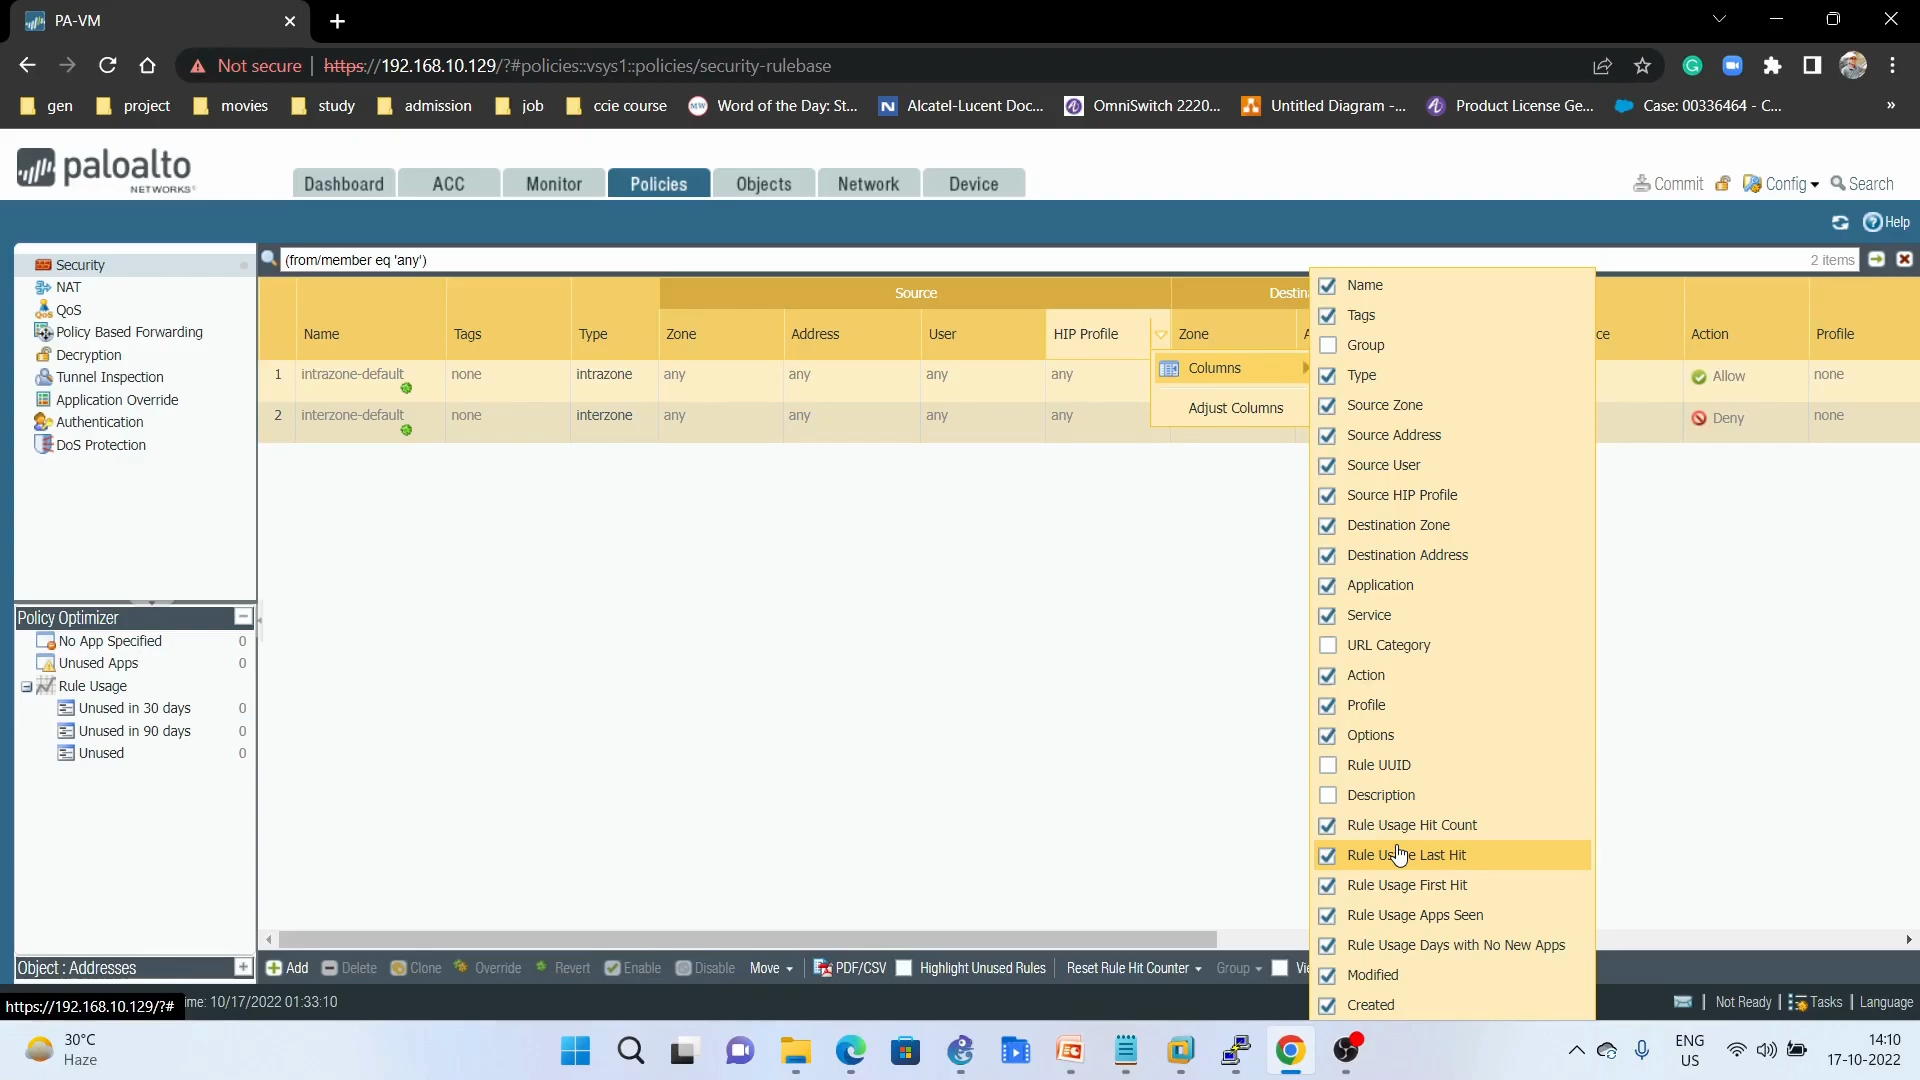 PA-VM
Not secure | https://192.168.10.129/?#policies::vsys1::policies/security-rulebase
gen project movies study admission job ccie course Word of the Day: St... Alcatel-Lucent Doc... OmniSwitch 2220... Untitled Diagram -... Product License Ge... Case: 00336464 - C... »
paloalto
NETWORKS
Dashboard ACC Monitor Policies Objects Network Device
Commit Config Search
Help
Security
NAT
QoS
Policy Based Forwarding
Decryption
Tunnel Inspection
Application Override
Authentication
DoS Protection
Policy Optimizer
No App Specified 0
Unused Apps 0
Rule Usage
Unused in 30 days 0
Unused in 90 days 0
Unused 0
Object : Addresses
(from/member eq 'any') 2 items
Source Destin
Name Tags Type Zone Address User HIP Profile Zone A ce Action Profile
1 intrazone-default none intrazone any any any any Allow none
2 interzone-default none interzone any any any any Deny none
Columns
Adjust Columns
Name
Tags
Group
Type
Source Zone
Source Address
Source User
Source HIP Profile
Destination Zone
Destination Address
Application
Service
URL Category
Action
Profile
Options
Rule UUID
Description
Rule Usage Hit Count
Rule Usage Last Hit
Rule Usage First Hit
Rule Usage Apps Seen
Rule Usage Days with No New Apps
Modified
Created
Add Delete Clone Override Revert Enable Disable Move PDF/CSV Highlight Unused Rules Reset Rule Hit Counter Group Vi
https://192.168.10.129/?# ime: 10/17/2022 01:33:10 Not Ready Tasks Language
30°C
Haze
ENG
US
14:10
17-10-2022